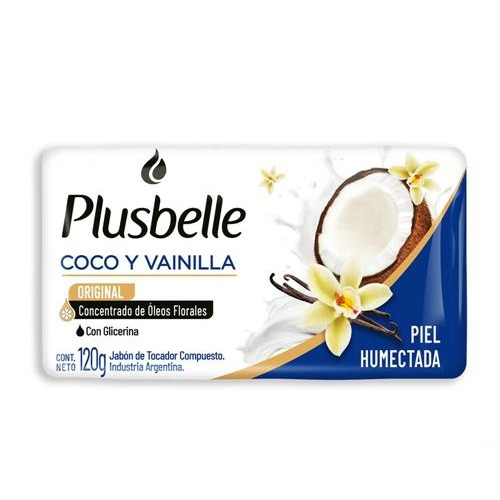 Plusbelle
COCO Y VAINILLA
ORIGINAL
Concentrado de Óleos Florales
Con Glicerina
CONT. NETO 120g
Jabón de Tocador Compuesto.
Industria Argentina.
PIEL
HUMECTADA